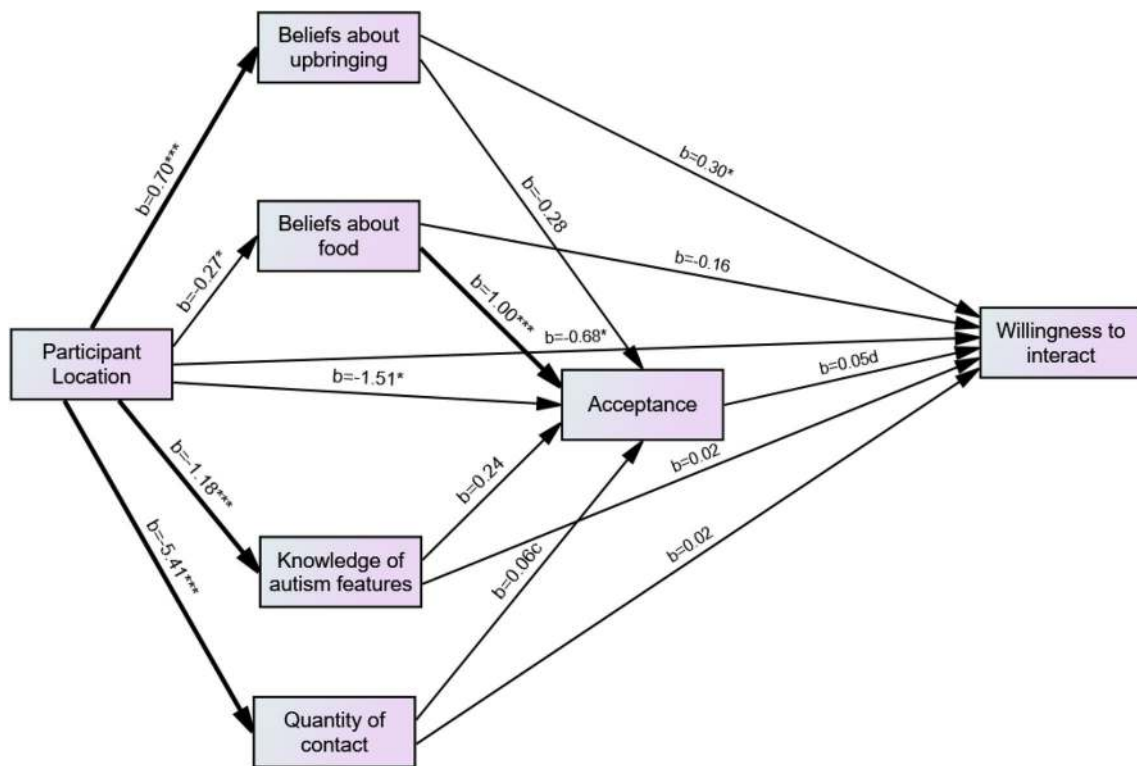 Beliefs about
upbringing
b=0.70***
b=0.30*
b=-0.28
Beliefs about
food
b=-0.27*
b=-0.16
b=1.00***
Participant
Location
b=-0.68*
b=-1.51*
Willingness to
interact
b=0.05d
Acceptance
b=-1.18***
b=0.24
b=0.02
b=-5.41***
Knowledge of
autism features
b=0.06c
b=0.02
Quantity of
contact